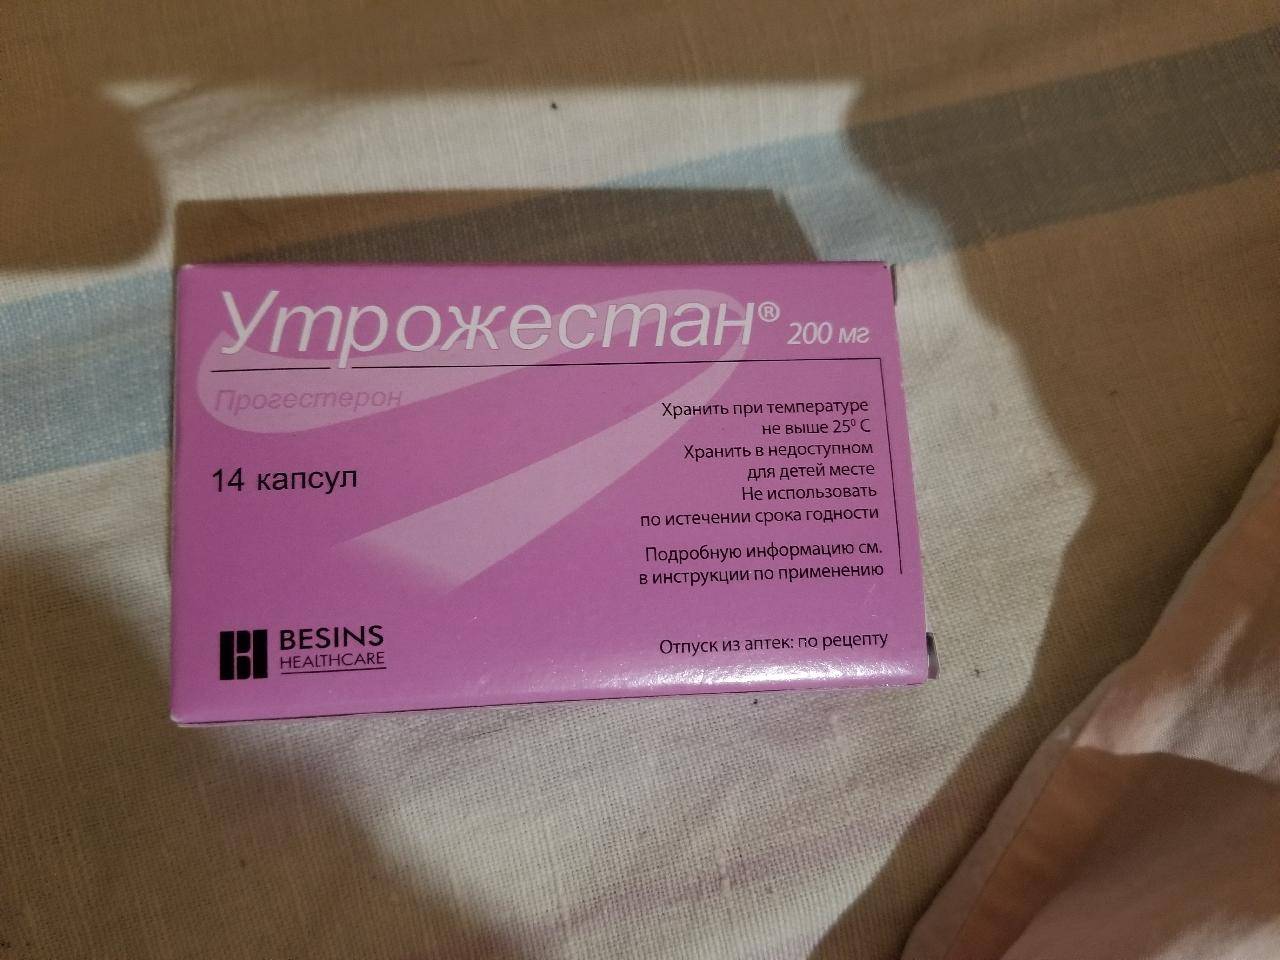 Утрожестан® 200 мг
Прогестерон
14 капсул
Хранить при температуре
не выше 25⁰ С
Хранить в недоступном
для детей месте
Не использовать
по истечении срока годности
Подробную информацию см.
в инструкции по применению
Отпуск из аптек: по рецепту
BESINS
HEALTHCARE